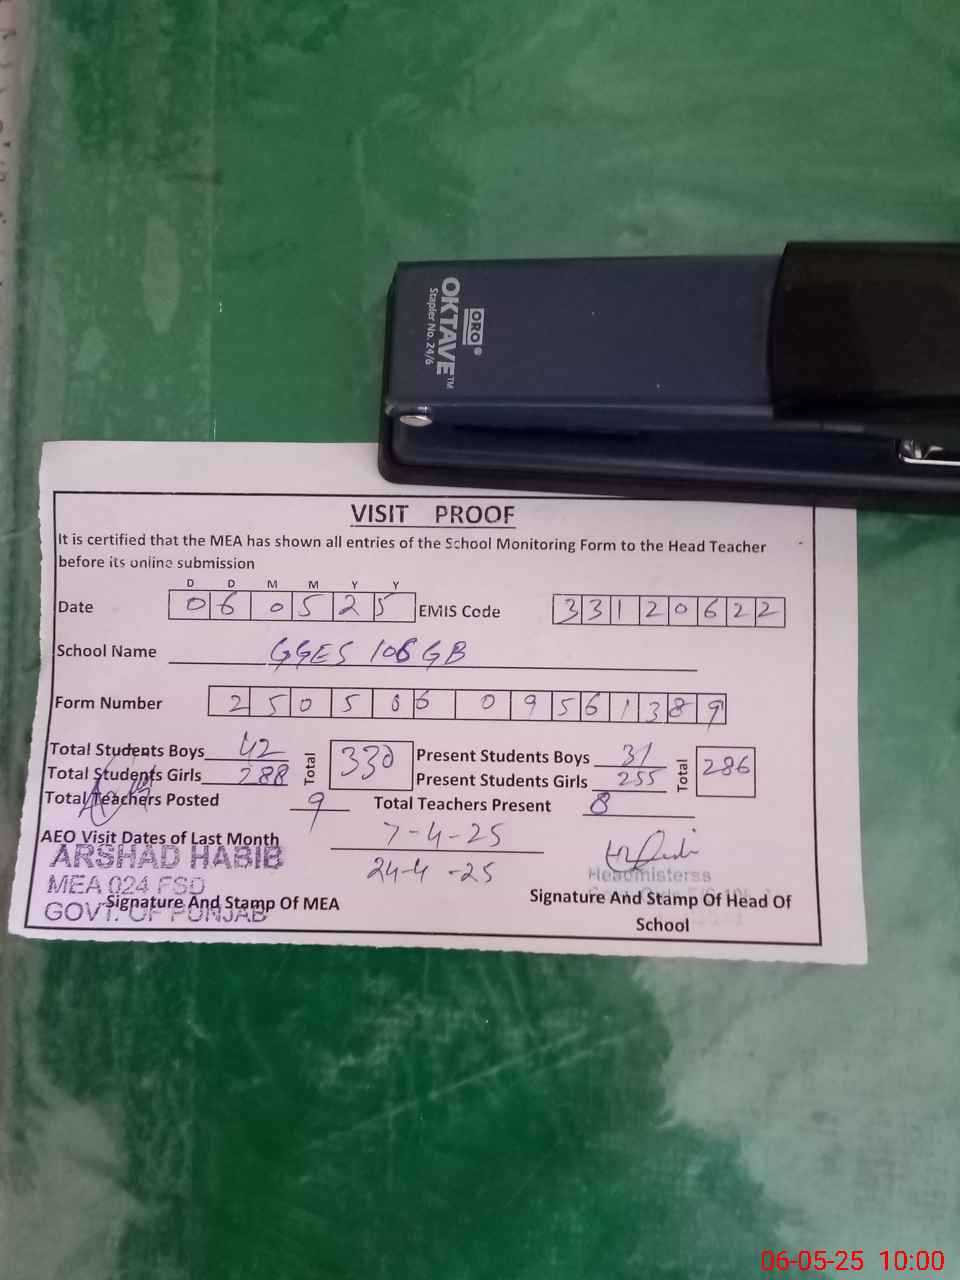 ORO®
OKTAVE™
Stapler No. 24/6
VISIT PROOF
It is certified that the MEA has shown all entries of the School Monitoring Form to the Head Teacher
before its online submission
D D M M Y Y
Date 0 6 0 5 2 5 EMIS Code 3 3 1 2 0 6 2 2
School Name GGES 106 GB
Form Number 2 5 0 5 0 6 0 9 5 6 1 3 8 9
Total Students Boys 42 Total 330 Present Students Boys 31 Total 286
Total Students Girls 288 Present Students Girls 255
Total Teachers Posted 9 Total Teachers Present 8
AEO Visit Dates of Last Month 7-4-25
24-4-25
ARSHAD HABIB
MEA 024 FSD
GOVT. OF PUNJAB
Signature And Stamp Of MEA
Headmisterss
Signature And Stamp Of Head Of
School
06-05-25 10:00